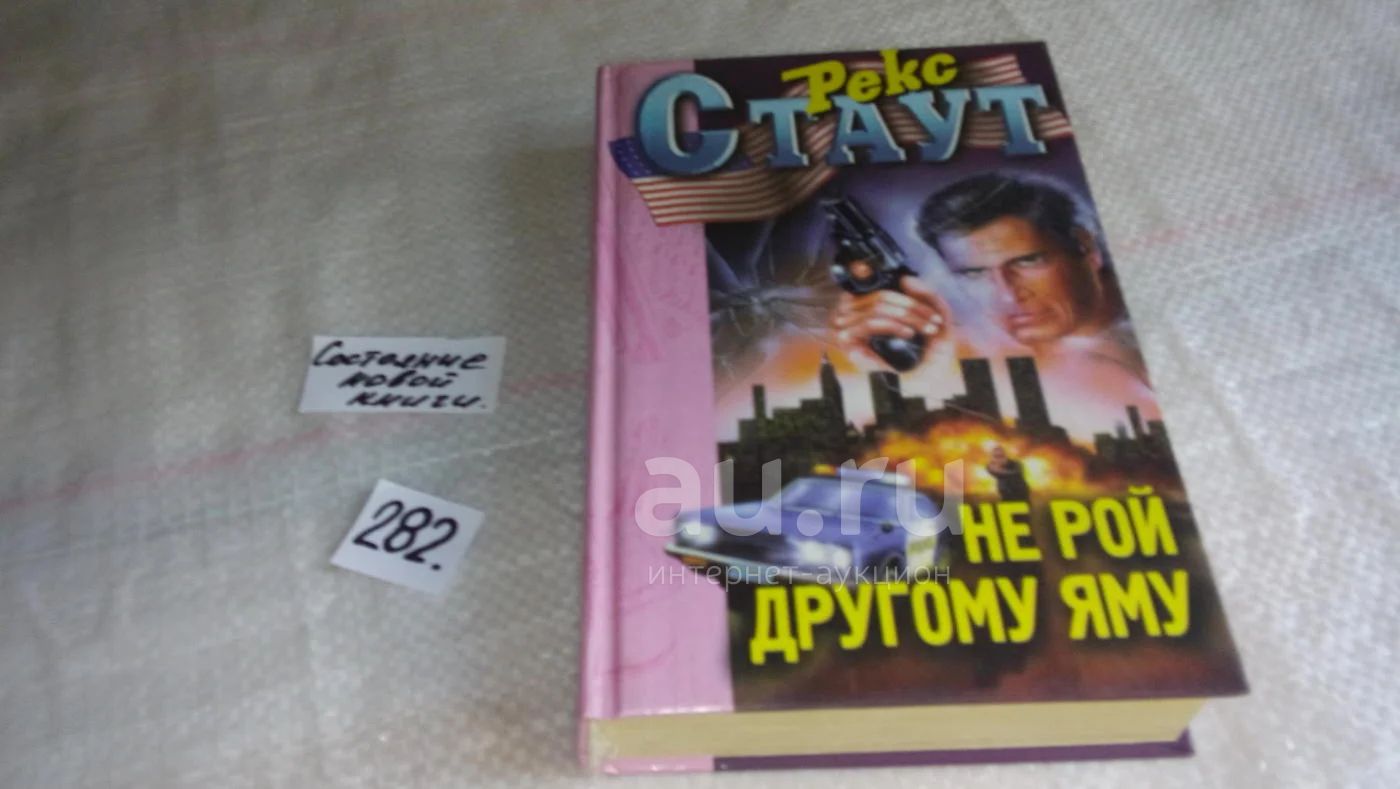 Рекс
Стаут
Состояние
новой
книги.
282.
au.ru
интернет-аукцион
НЕ РОЙ
ДРУГОМУ ЯМУ